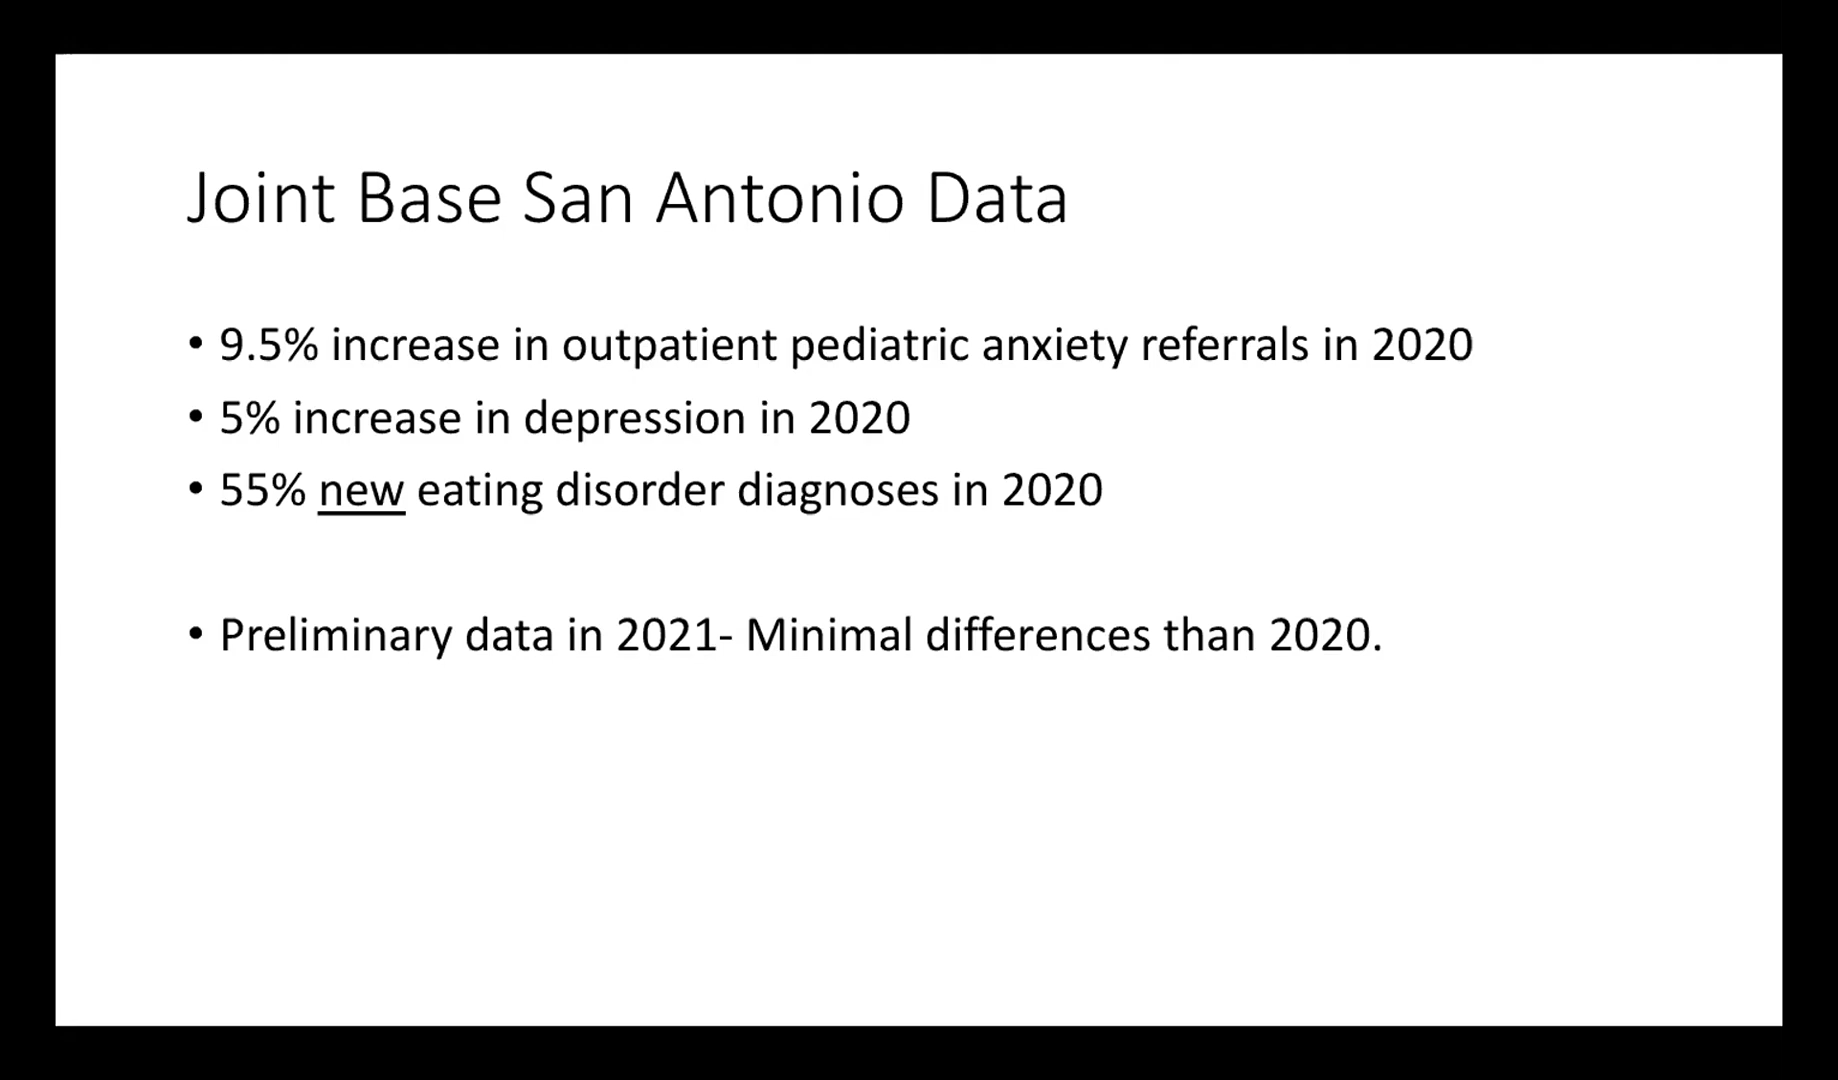 Joint Base San Antonio Data
• 9.5% increase in outpatient pediatric anxiety referrals in 2020
• 5% increase in depression in 2020
• 55% new eating disorder diagnoses in 2020
• Preliminary data in 2021- Minimal differences than 2020.